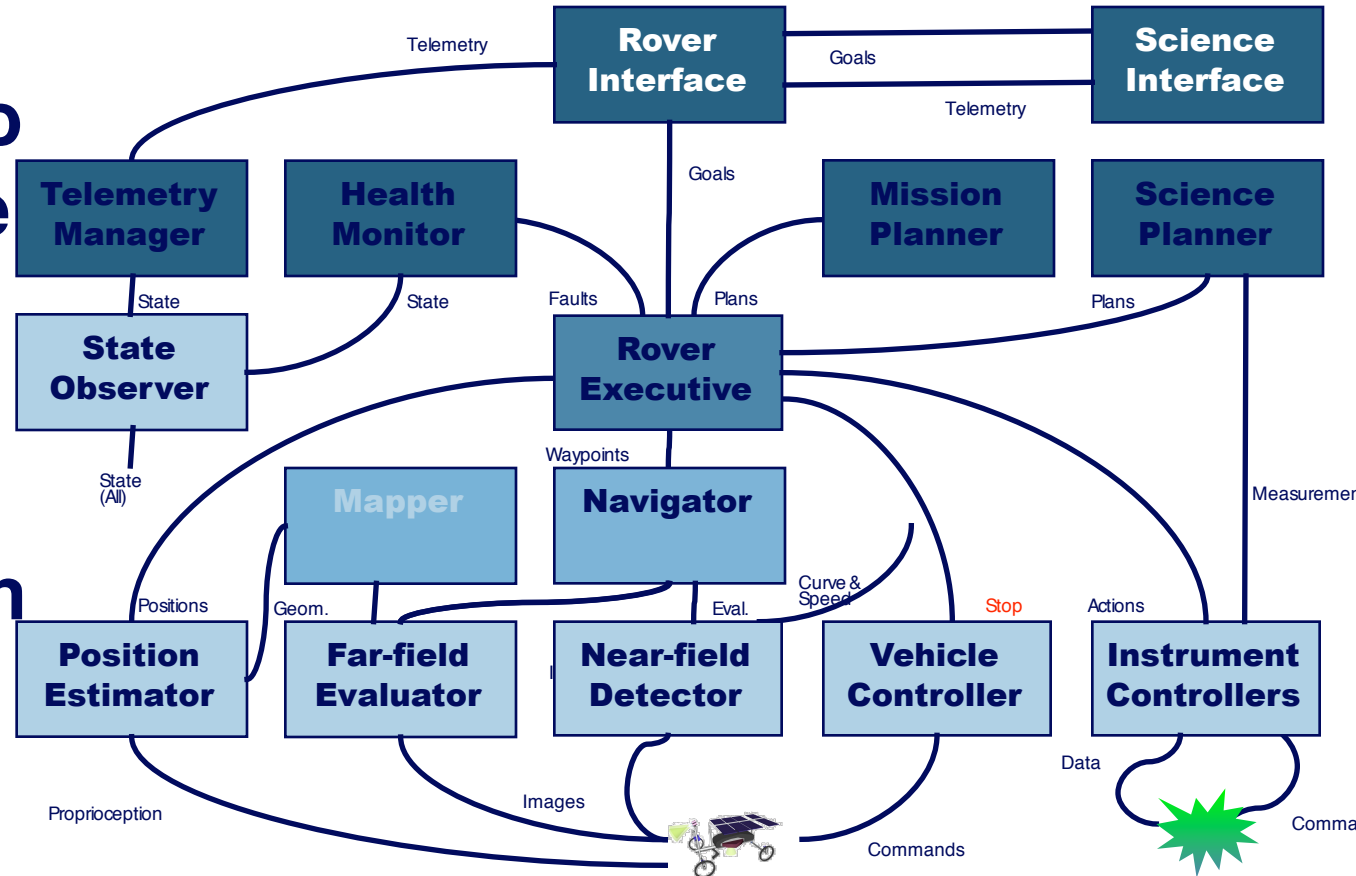 Telemetry
Rover
Interface
Goals
Telemetry
Science
Interface
Telemetry
Manager
Health
Monitor
Goals
Mission
Planner
Science
Planner
State
State
Faults
Plans
Plans
State
Observer
Rover
Executive
State
(All)
Waypoints
Mapper
Navigator
Measuremen
Positions
Geom.
Eval.
Curve &
Speed
Stop
Actions
Position
Estimator
Far-field
Evaluator
Near-field
Detector
Vehicle
Controller
Instrument
Controllers
Data
Proprioception
Images
Commands
Comma